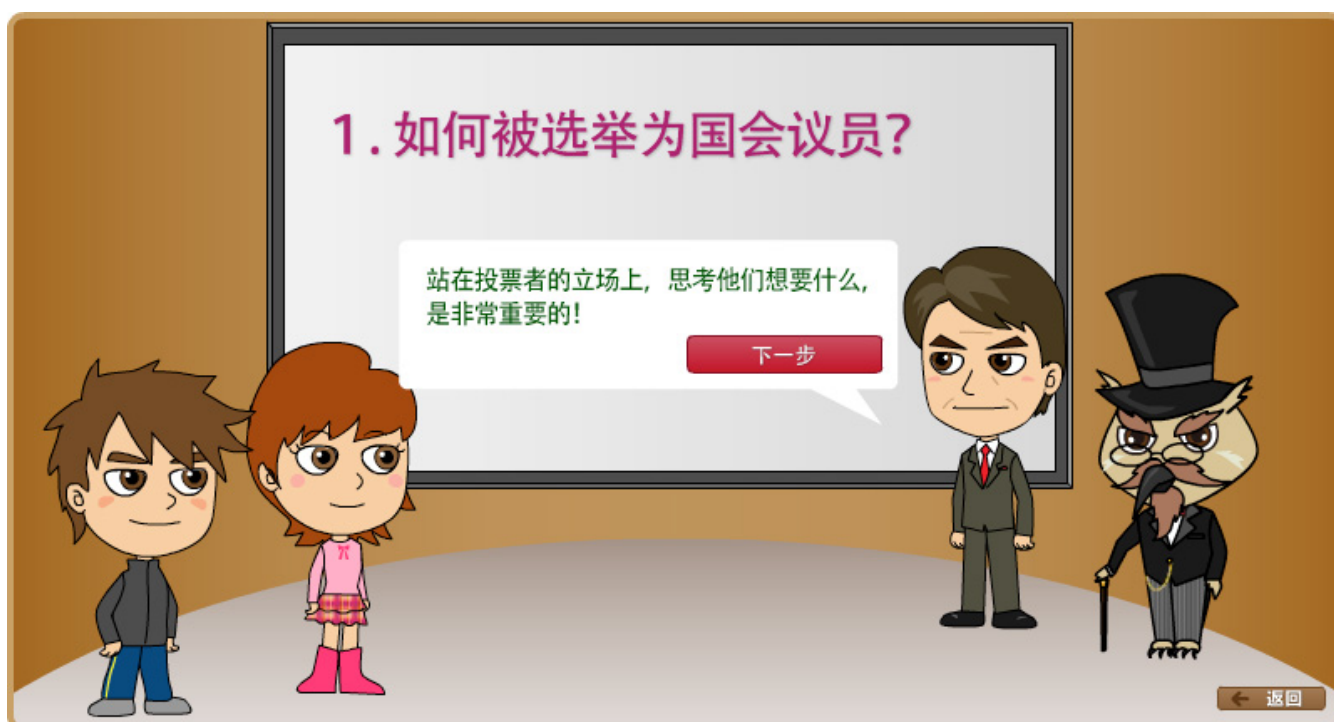 1.如何被选举为国会议员?
站在投票者的立场上，思考他们想要什么，
是非常重要的!
下一步
返回